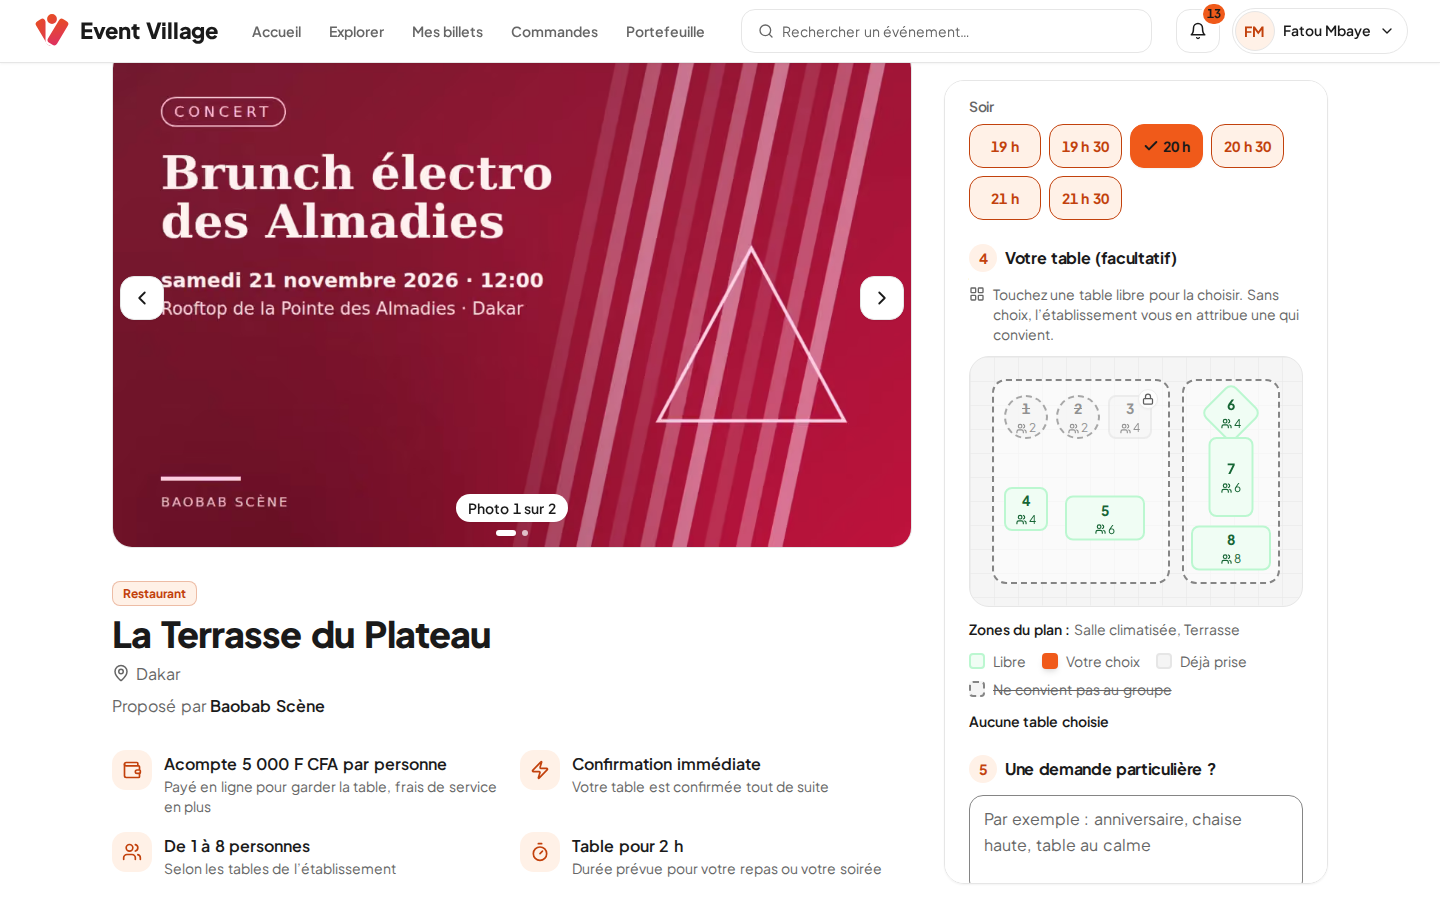 Event Village
Accueil
Explorer
Mes billets
Commandes
Portefeuille
Rechercher un événement…
13
FM
Fatou Mbaye
CONCERT
Brunch électro
des Almadies
samedi 21 novembre 2026 · 12:00
Rooftop de la Pointe des Almadies · Dakar
BAOBAB SCÈNE
Photo 1 sur 2
Restaurant
La Terrasse du Plateau
Dakar
Proposé par Baobab Scène
Acompte 5 000 F CFA par personne
Payé en ligne pour garder la table, frais de service
en plus
Confirmation immédiate
Votre table est confirmée tout de suite
De 1 à 8 personnes
Selon les tables de l’établissement
Table pour 2 h
Durée prévue pour votre repas ou votre soirée
Soir
19 h
19 h 30
20 h
20 h 30
21 h
21 h 30
4 Votre table (facultatif)
Touchez une table libre pour la choisir. Sans
choix, l’établissement vous en attribue une qui
convient.
1
2
2
2
3
4
4
4
5
6
6
4
7
6
8
8
Zones du plan : Salle climatisée, Terrasse
Libre
Votre choix
Déjà prise
Ne convient pas au groupe
Aucune table choisie
5 Une demande particulière ?
Par exemple : anniversaire, chaise
haute, table au calme